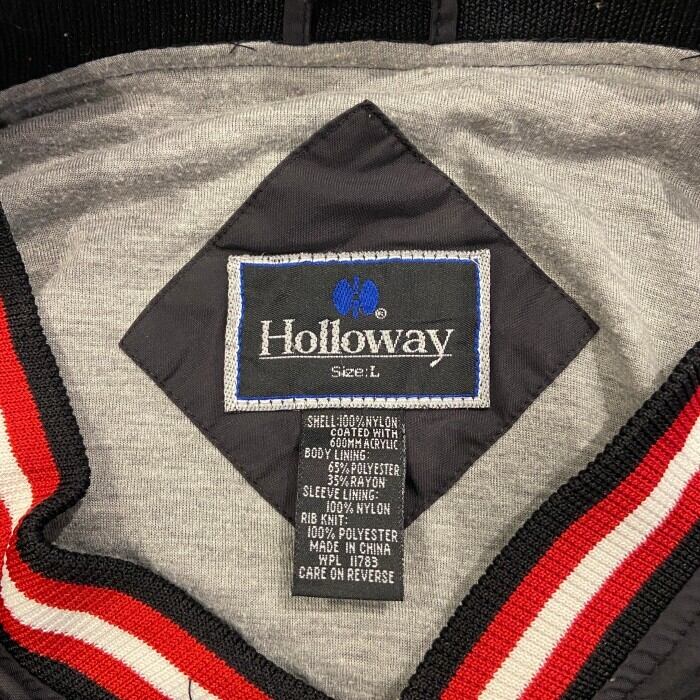 ®
Holloway
Size: L
SHELL: 100% NYLON
COATED WITH
600MM ACRYLIC
BODY LINING:
65% POLYESTER
35% RAYON
SLEEVE LINING:
100% NYLON
RIB KNIT:
100% POLYESTER
MADE IN CHINA
WPL 11783
CARE ON REVERSE